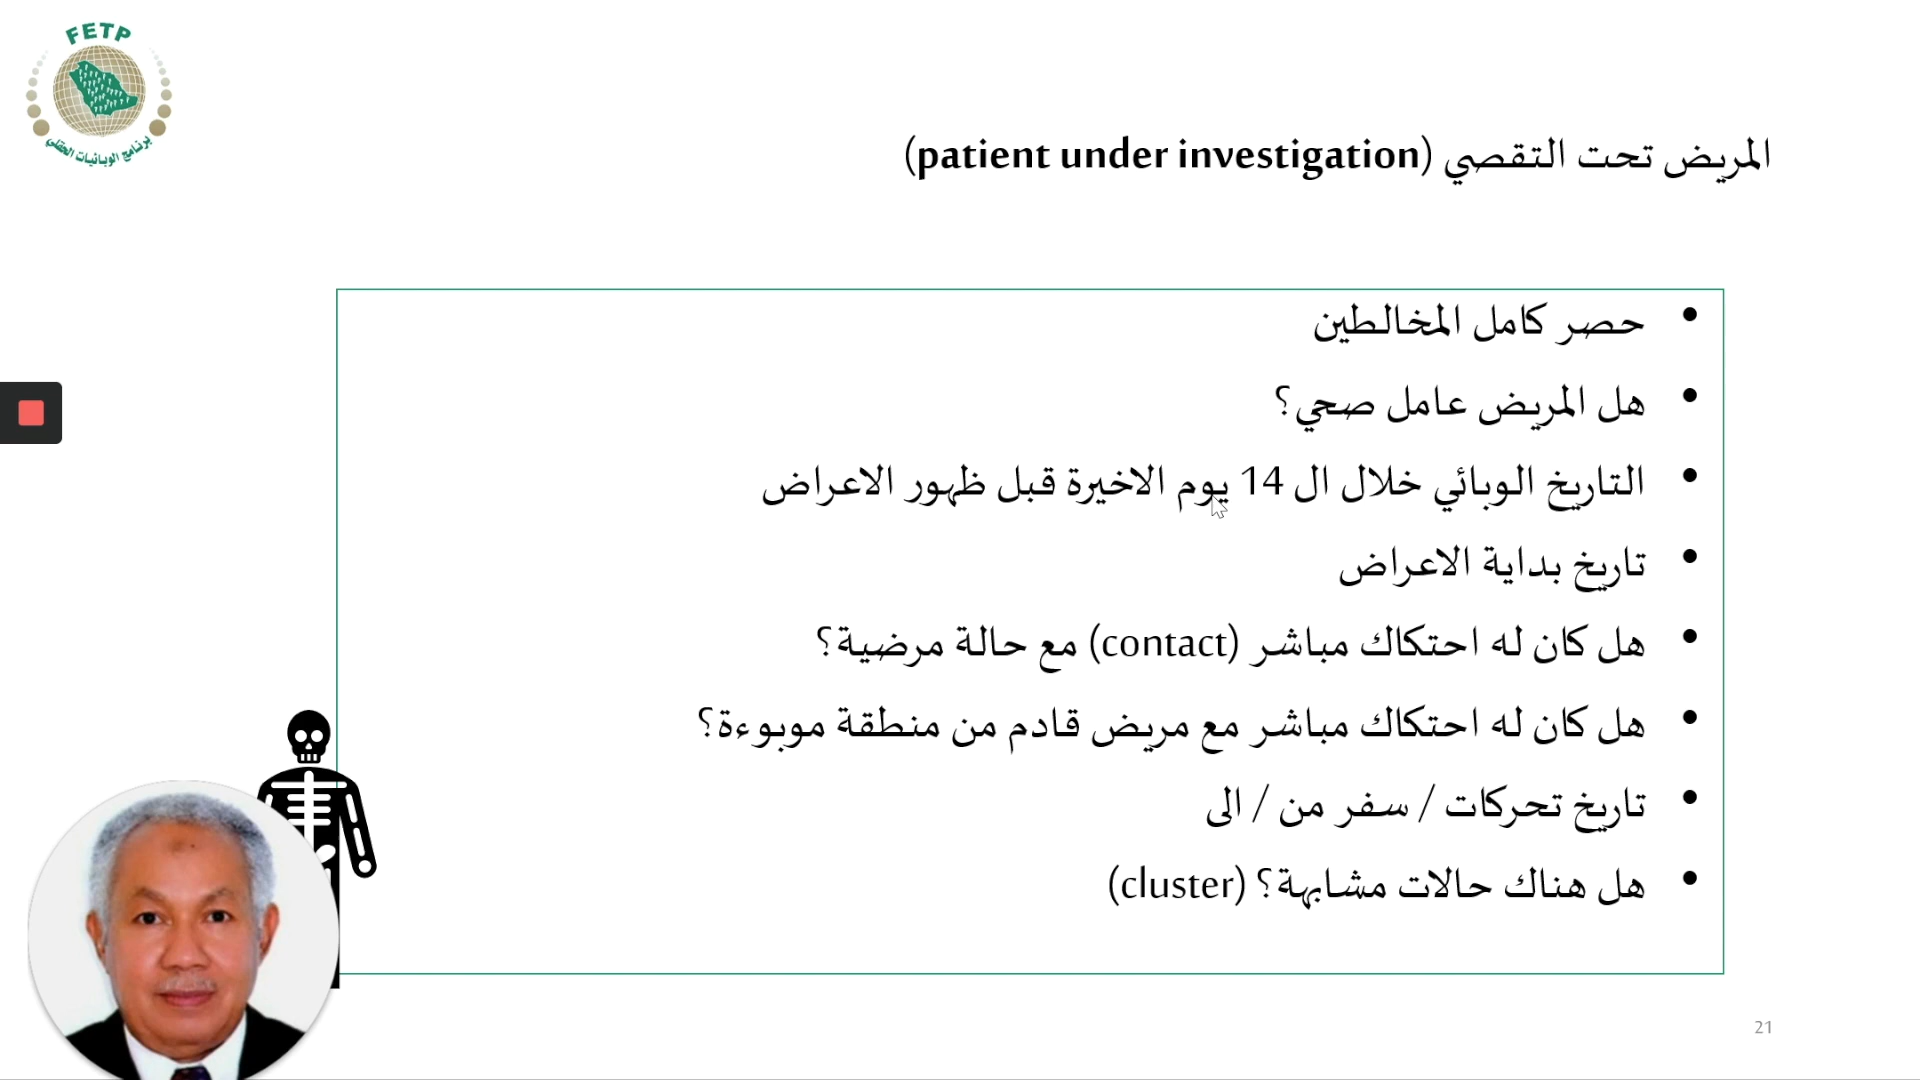 FETP
برنامج الوبائيات الحقلي
المريض تحت التقصي (patient under investigation)
• حصر كامل المخالطين
• هل المريض عامل صحي؟
• التاريخ الوبائي خلال ال 14 يوم الاخيرة قبل ظهور الاعراض
• تاريخ بداية الاعراض
• هل كان له احتكاك مباشر (contact) مع حالة مرضية؟
• هل كان له احتكاك مباشر مع مريض قادم من منطقة موبوءة؟
• تاريخ تحركات / سفر من / الى
• هل هناك حالات مشابهة؟ (cluster)
21